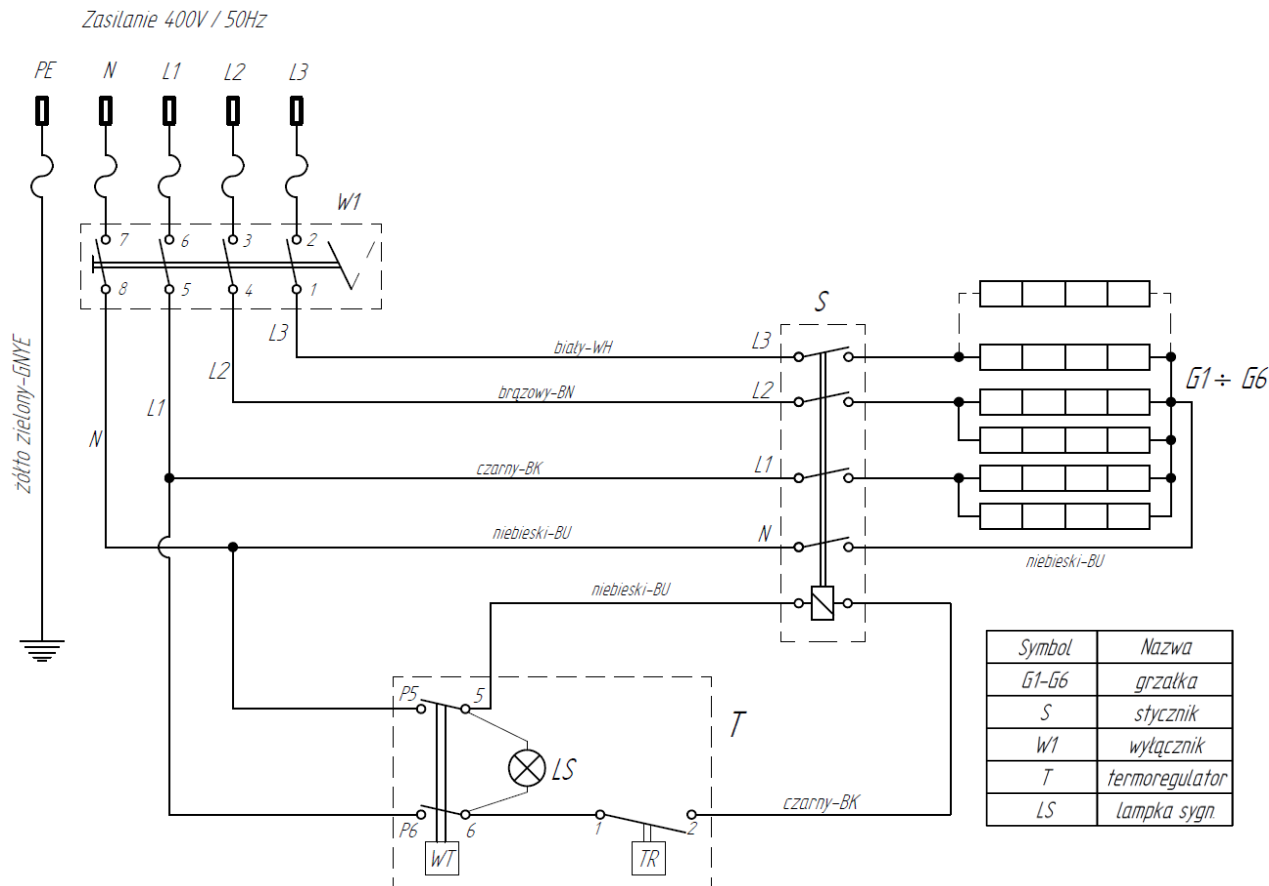 Zasilanie 400V / 50Hz
PE N L1 L2 L3
W1
7 6 3 2
8 5 4 1
L3
L2
L1
N
żółto zielony-GNYE
S
biały-WH
L3
brązowy-BN
L2
G1 ÷ G6
czarny-BK
L1
niebieski-BU
N
niebieski-BU
niebieski-BU
P5 5
T
LS
P6 6 1 2
czarny-BK
WT TR
Symbol Nazwa
G1-G6 grzałka
S stycznik
W1 wyłącznik
T termoregulator
LS lampka sygn.